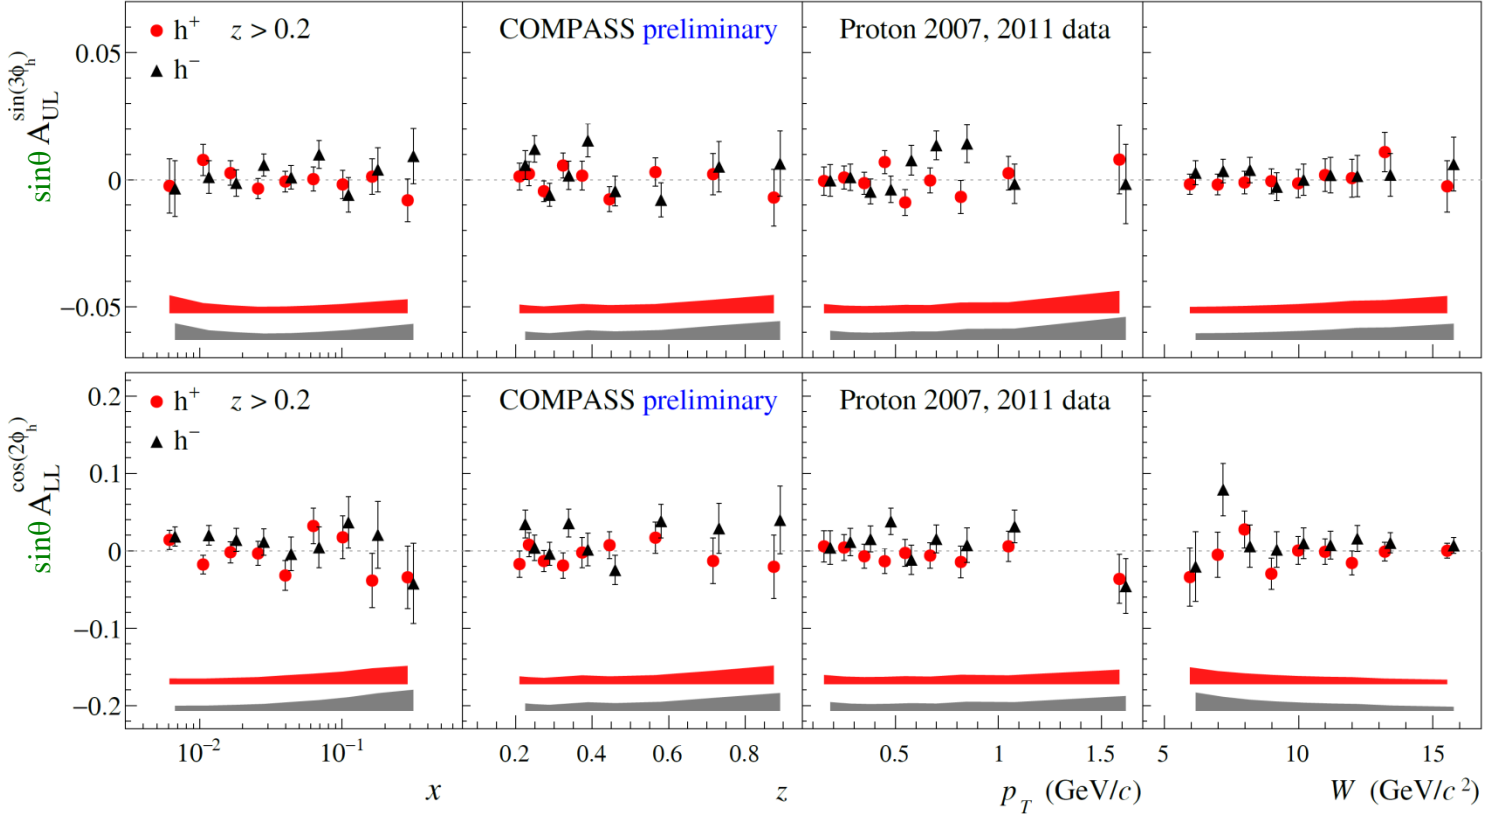 h⁺ z > 0.2 COMPASS preliminary Proton 2007, 2011 data
h⁻
sinθ A_UL^sin(3ϕ_h)
0.05
0
−0.05
h⁺ z > 0.2 COMPASS preliminary Proton 2007, 2011 data
h⁻
sinθ A_LL^cos(2ϕ_h)
0.2
0.1
0
−0.1
−0.2
10⁻² 10⁻¹ 0.2 0.4 0.6 0.8 0.5 1 1.5 5 10 15
x z p_T (GeV/c) W (GeV/c²)